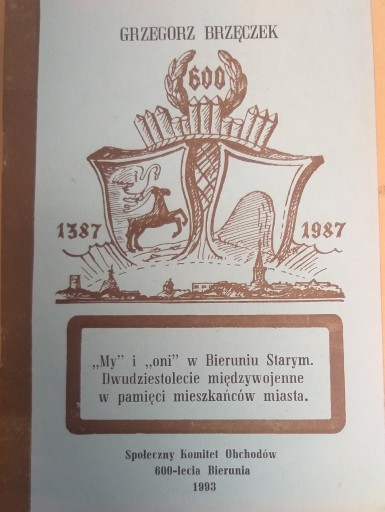 GRZEGORZ BRZĘCZEK
600
1387 1987
„My” i „oni” w Bieruniu Starym.
Dwudziestolecie międzywojenne
w pamięci mieszkańców miasta.
Społeczny Komitet Obchodów
600-lecia Bierunia
1993